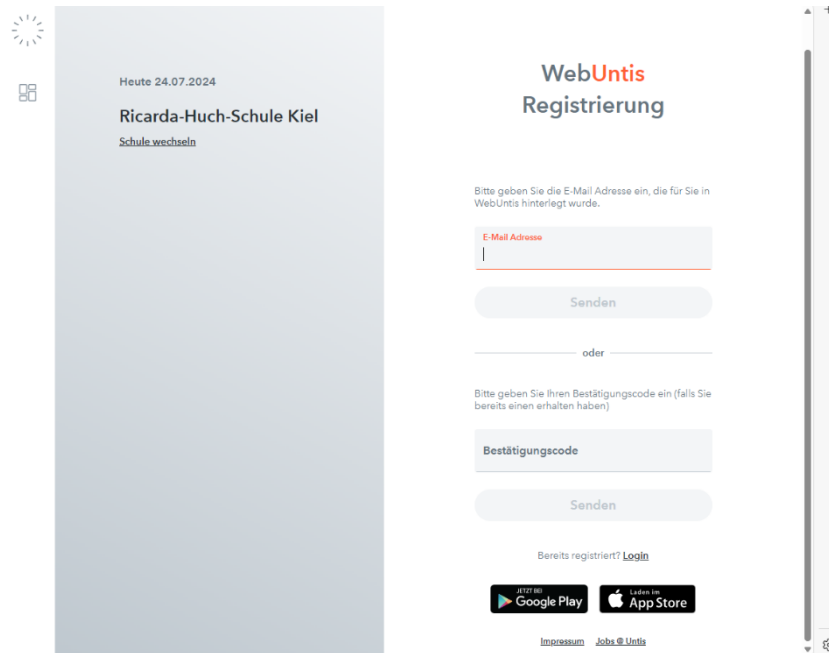 Heute 24.07.2024
Ricarda-Huch-Schule Kiel
Schule wechseln
WebUntis
Registrierung
Bitte geben Sie die E-Mail Adresse ein, die für Sie in
WebUntis hinterlegt wurde.
E-Mail Adresse
Senden
oder
Bitte geben Sie Ihren Bestätigungscode ein (falls Sie
bereits einen erhalten haben)
Bestätigungscode
Senden
Bereits registriert? Login
JETZT BEI
Google Play
Laden im
App Store
Impressum Jobs @ Untis